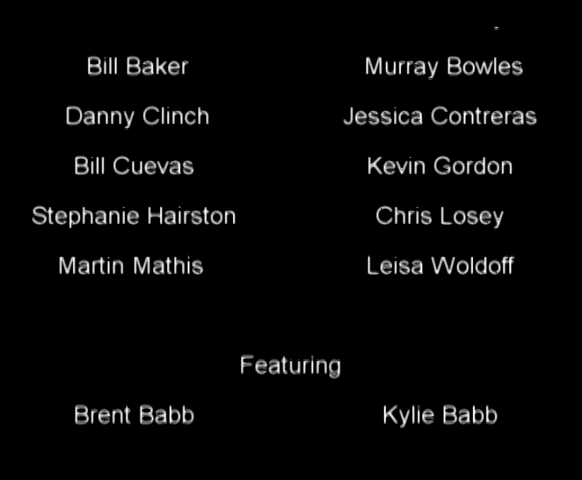 Bill Baker Murray Bowles
Danny Clinch Jessica Contreras
Bill Cuevas Kevin Gordon
Stephanie Hairston Chris Losey
Martin Mathis Leisa Woldoff
Featuring
Brent Babb Kylie Babb